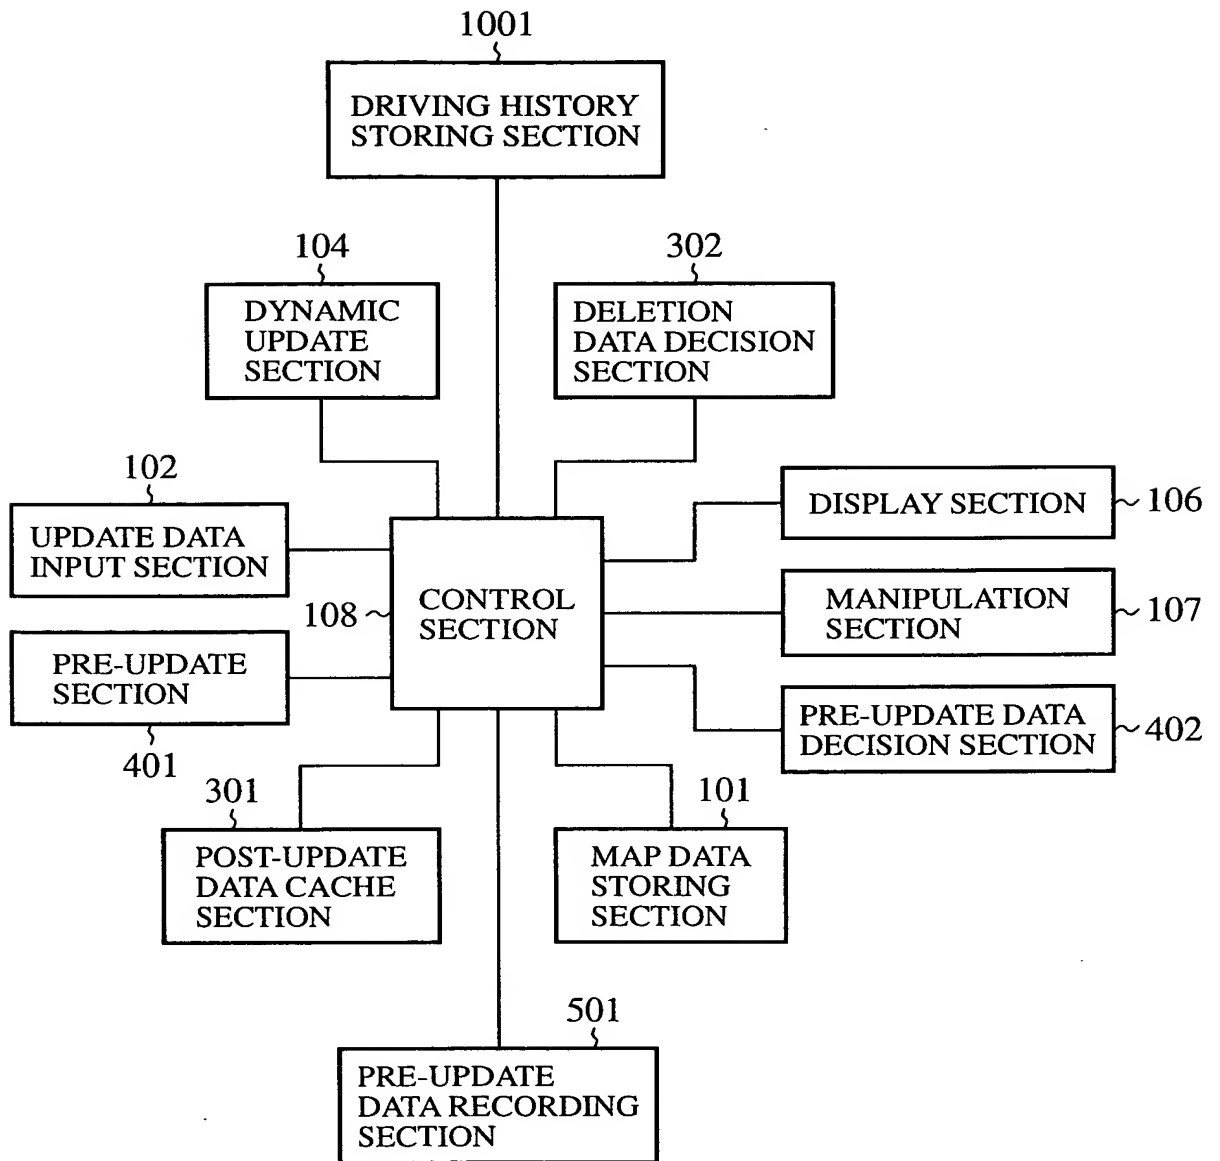 1001
DRIVING HISTORY
STORING SECTION
104
DYNAMIC
UPDATE
SECTION
302
DELETION
DATA DECISION
SECTION
102
UPDATE DATA
INPUT SECTION
DISPLAY SECTION
106
108
CONTROL
SECTION
MANIPULATION
SECTION
107
PRE-UPDATE
SECTION
401
PRE-UPDATE DATA
DECISION SECTION
402
301
POST-UPDATE
DATA CACHE
SECTION
101
MAP DATA
STORING
SECTION
501
PRE-UPDATE
DATA RECORDING
SECTION